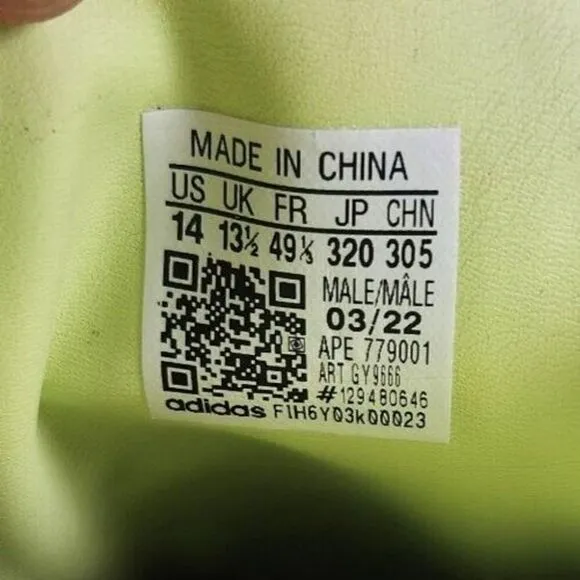 MADE IN CHINA
US UK FR JP CHN
14 13½ 49⅓ 320 305
MALE/MÂLE
03/22
APE 779001
ART GY9666
#129480646
adidas FIH6Y03k00023